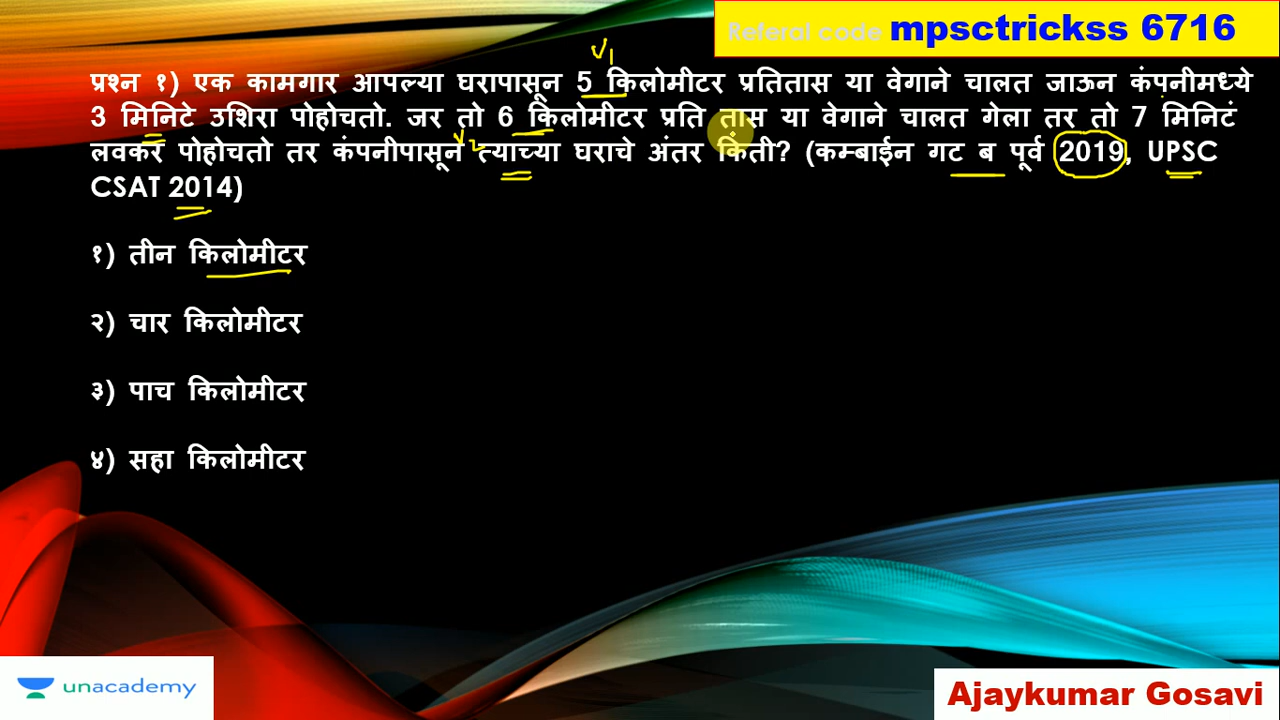 Referal code mpsctrickss 6716
V1
प्रश्न १) एक कामगार आपल्या घरापासून 5 किलोमीटर प्रतितास या वेगाने चालत जाऊन कंपनीमध्ये
3 मिनिटे उशिरा पोहोचतो. जर तो 6 किलोमीटर प्रति तास या वेगाने चालत गेला तर तो 7 मिनिटं
V2
लवकर पोहोचतो तर कंपनीपासून त्याच्या घराचे अंतर किती? (कम्बाईन गट ब पूर्व 2019, UPSC
CSAT 2014)
१) तीन किलोमीटर
२) चार किलोमीटर
३) पाच किलोमीटर
४) सहा किलोमीटर
unacademy
Ajaykumar Gosavi